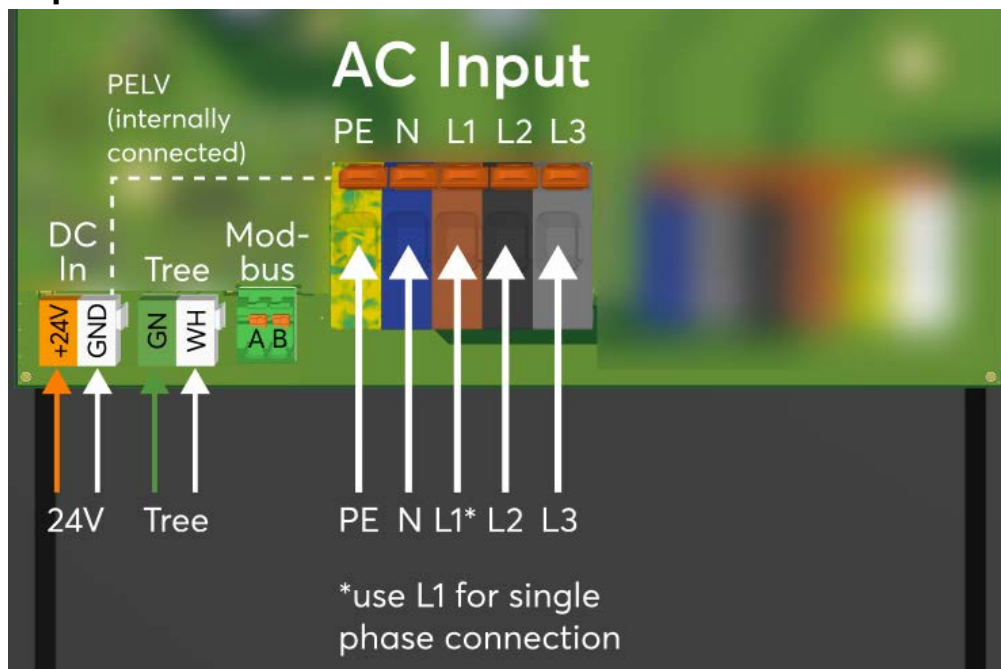 AC Input
PELV
(internally
connected)
PE N L1 L2 L3
DC
In
Tree
Mod-
bus
+24V
GND
GN
WH
A B
24V
Tree
PE N L1* L2 L3
*use L1 for single
phase connection